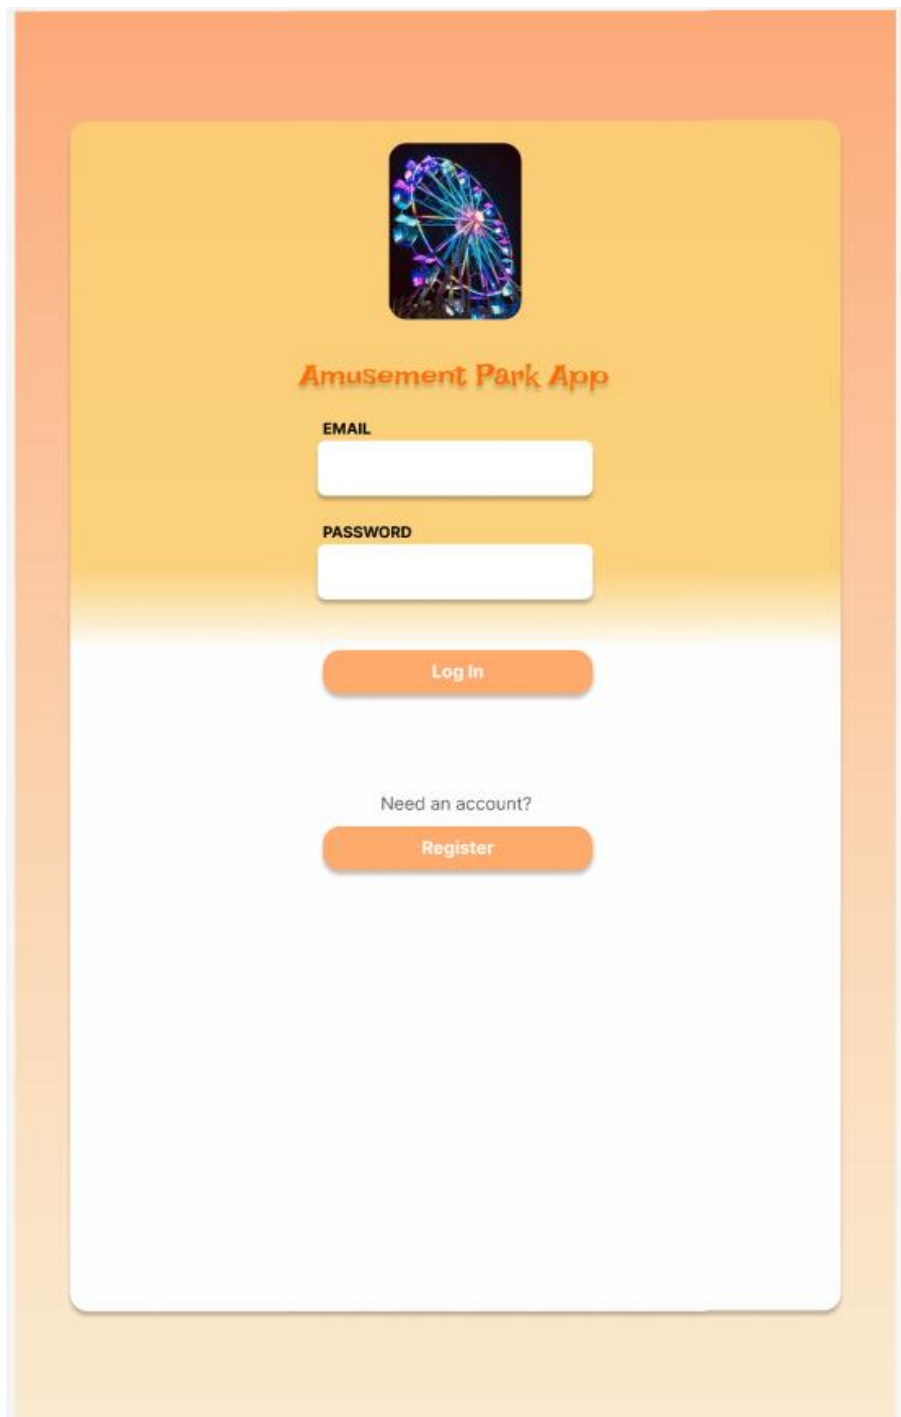 Amusement Park App
EMAIL
PASSWORD
Log In
Need an account?
Register